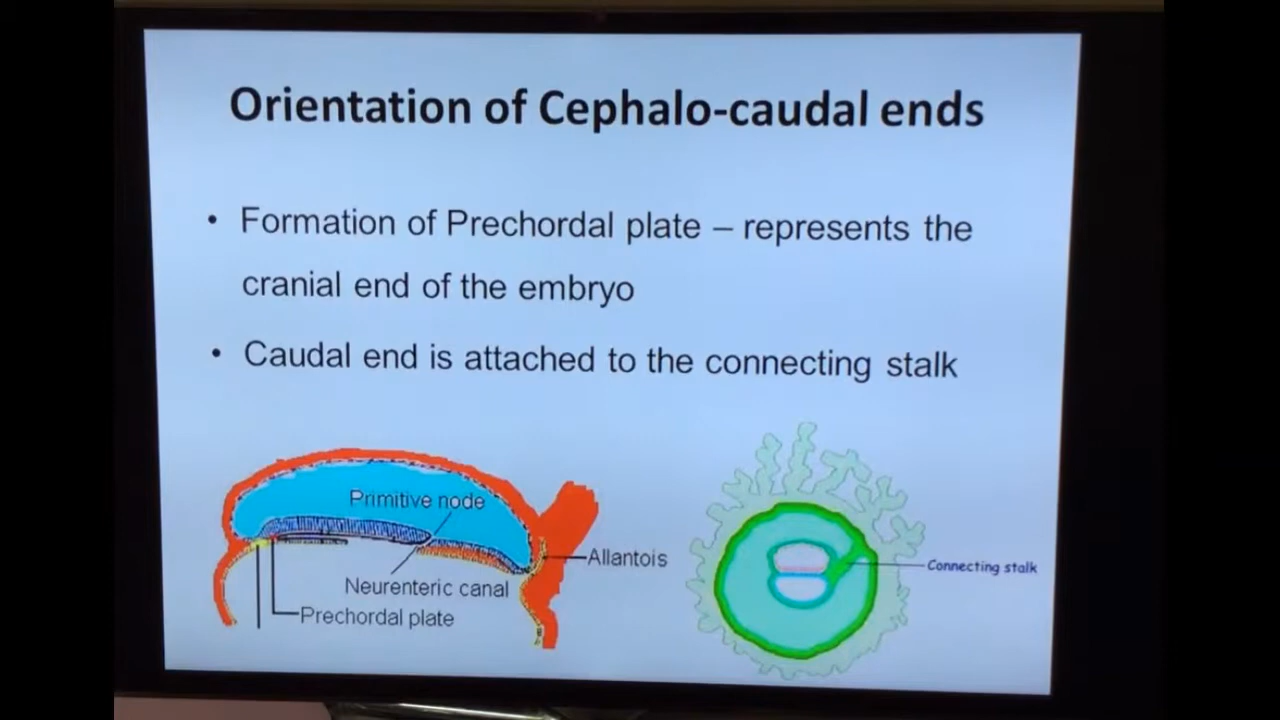 Orientation of Cephalo-caudal ends
• Formation of Prechordal plate – represents the
cranial end of the embryo
• Caudal end is attached to the connecting stalk
Primitive node
Allantois
Neurenteric canal
Prechordal plate
Connecting stalk